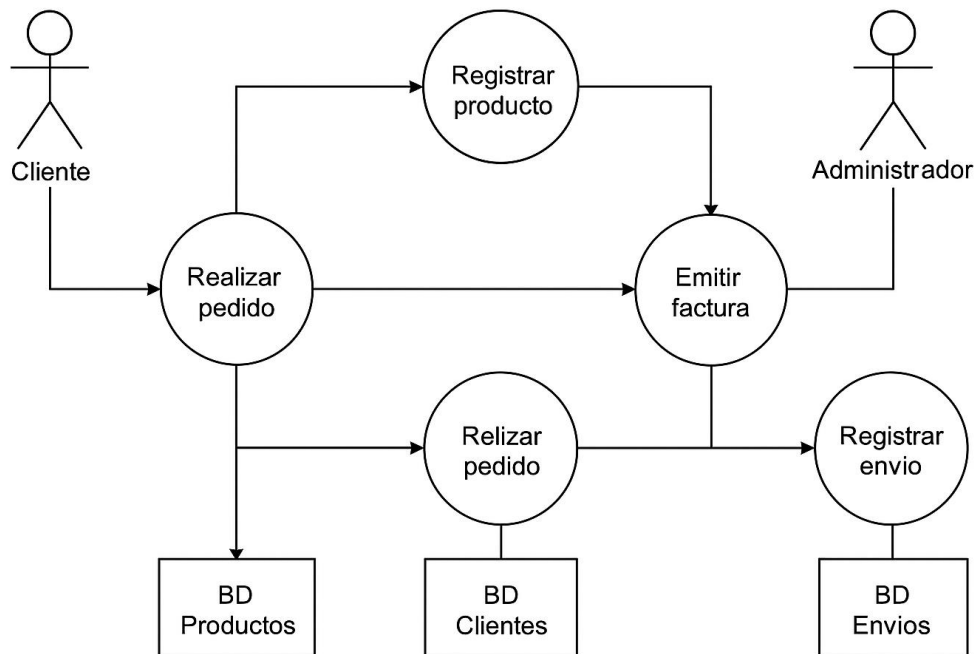 Registrar
producto
Cliente
Administrador
Realizar
pedido
Emitir
factura
Relizar
pedido
Registrar
envio
BD
Productos
BD
Clientes
BD
Envios